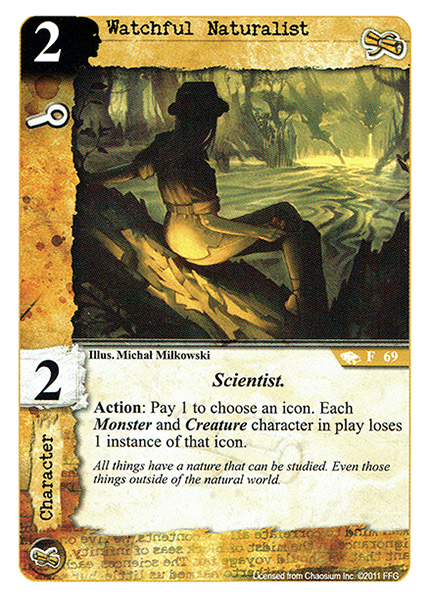 2
Watchful Naturalist
Illus. Michał Miłkowski
F 69
2
Scientist.
Action: Pay 1 to choose an icon. Each
Monster and Creature character in play loses
1 instance of that icon.
All things have a nature that can be studied. Even those
things outside of the natural world.
Character
Licensed from Chaosium Inc. ©2011 FFG